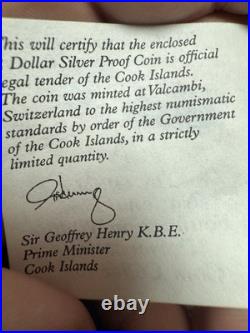 This will certify that the enclosed
Dollar Silver Proof Coin is official
egal tender of the Cook Islands.
The coin was minted at Valcambi,
Switzerland to the highest numismatic
standards by order of the Government
of the Cook Islands, in a strictly
limited quantity.
Sir Geoffrey Henry K.B.E.
Prime Minister
Cook Islands